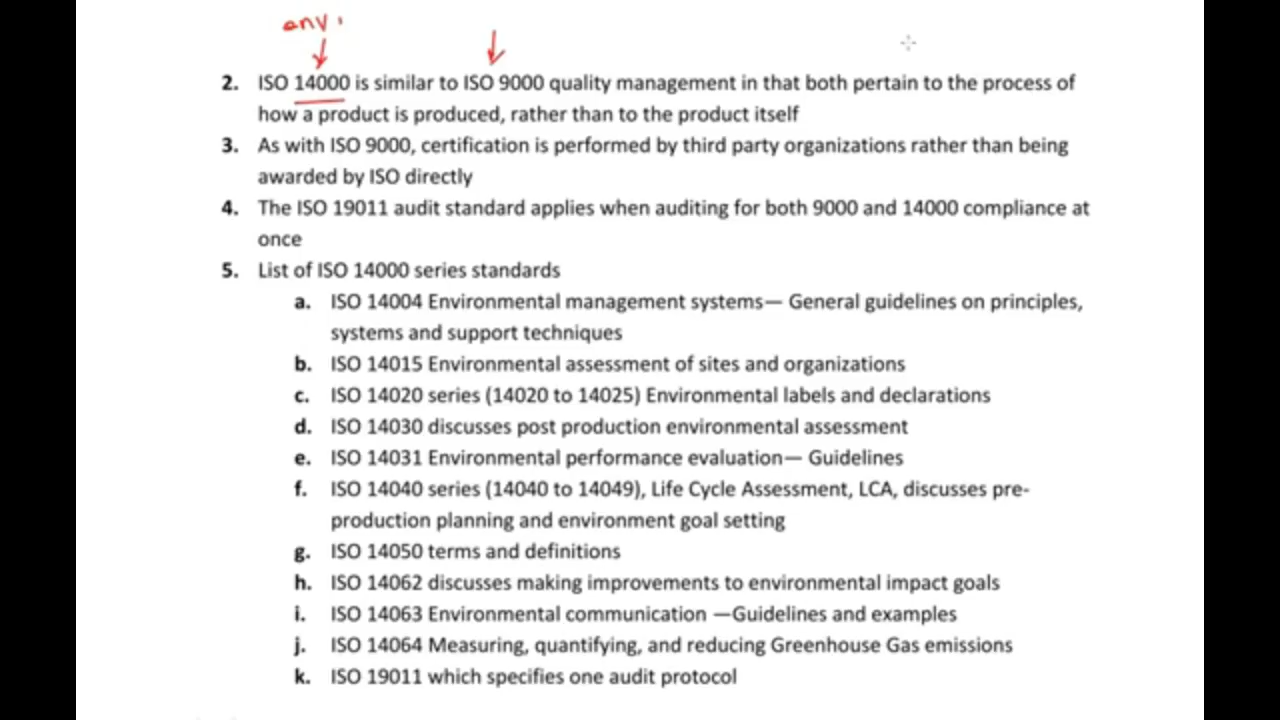 env.
2. ISO 14000 is similar to ISO 9000 quality management in that both pertain to the process of
how a product is produced, rather than to the product itself
3. As with ISO 9000, certification is performed by third party organizations rather than being
awarded by ISO directly
4. The ISO 19011 audit standard applies when auditing for both 9000 and 14000 compliance at
once
5. List of ISO 14000 series standards
a. ISO 14004 Environmental management systems— General guidelines on principles,
systems and support techniques
b. ISO 14015 Environmental assessment of sites and organizations
c. ISO 14020 series (14020 to 14025) Environmental labels and declarations
d. ISO 14030 discusses post production environmental assessment
e. ISO 14031 Environmental performance evaluation— Guidelines
f. ISO 14040 series (14040 to 14049), Life Cycle Assessment, LCA, discusses pre-
production planning and environment goal setting
g. ISO 14050 terms and definitions
h. ISO 14062 discusses making improvements to environmental impact goals
i. ISO 14063 Environmental communication —Guidelines and examples
j. ISO 14064 Measuring, quantifying, and reducing Greenhouse Gas emissions
k. ISO 19011 which specifies one audit protocol